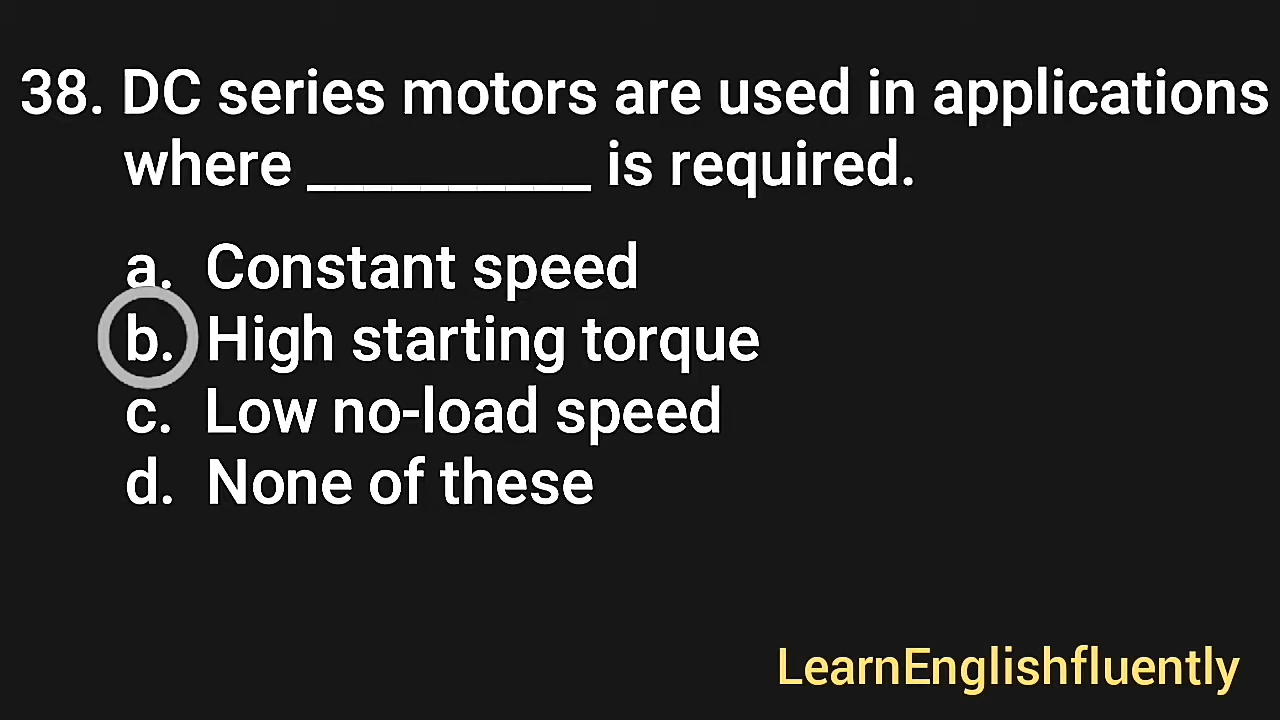 38. DC series motors are used in applications
where __________ is required.
a. Constant speed
b. High starting torque
c. Low no-load speed
d. None of these
LearnEnglishfluently